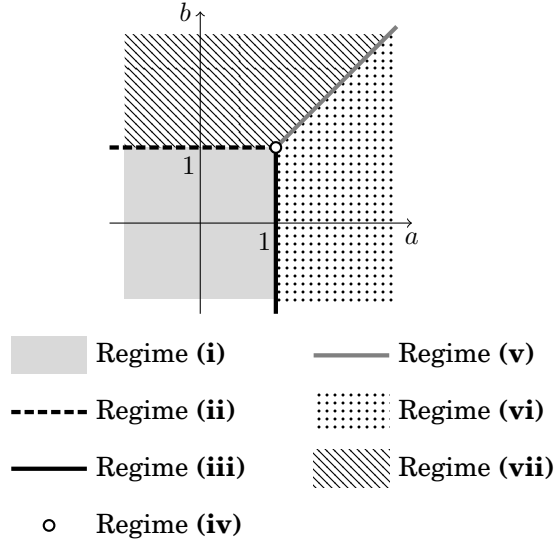 b
1
1
a
Regime (i) Regime (v)
Regime (ii) Regime (vi)
Regime (iii) Regime (vii)
Regime (iv)